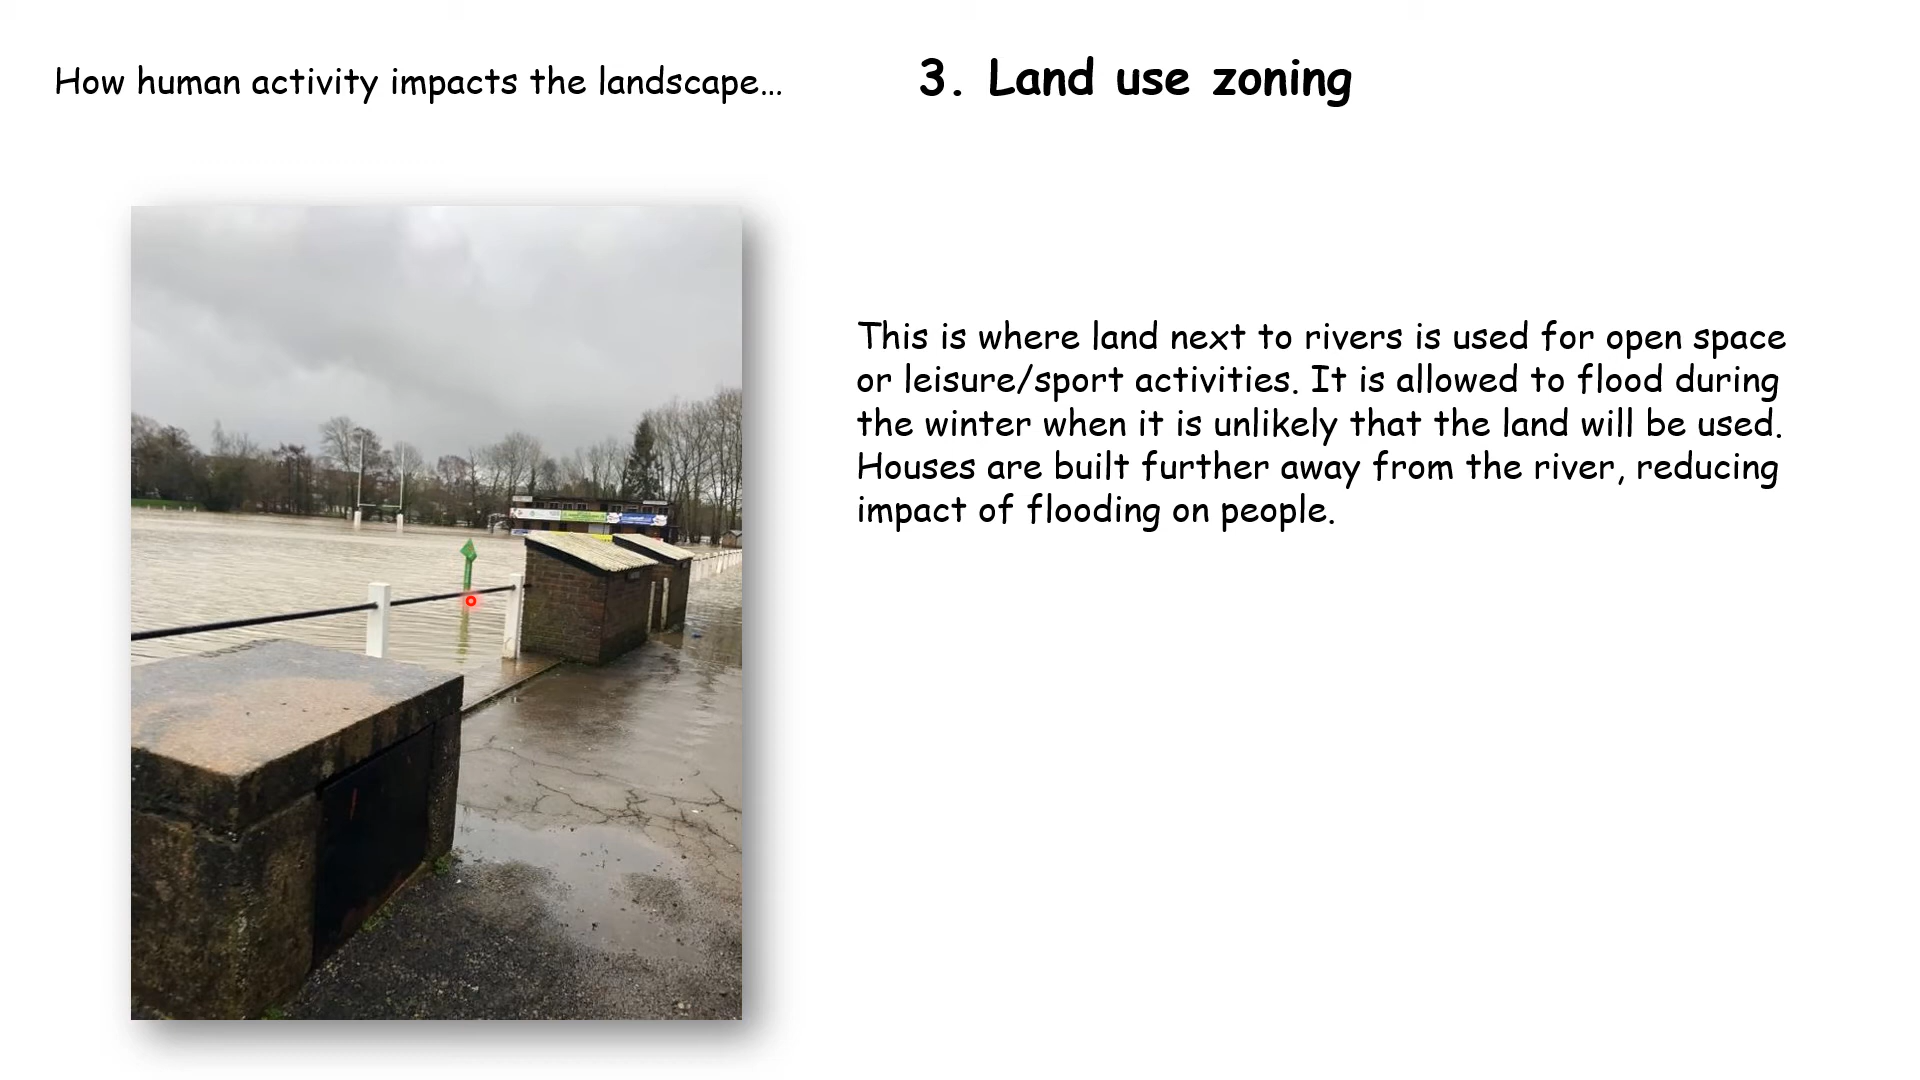 How human activity impacts the landscape...
3. Land use zoning
This is where land next to rivers is used for open space
or leisure/sport activities. It is allowed to flood during
the winter when it is unlikely that the land will be used.
Houses are built further away from the river, reducing
impact of flooding on people.